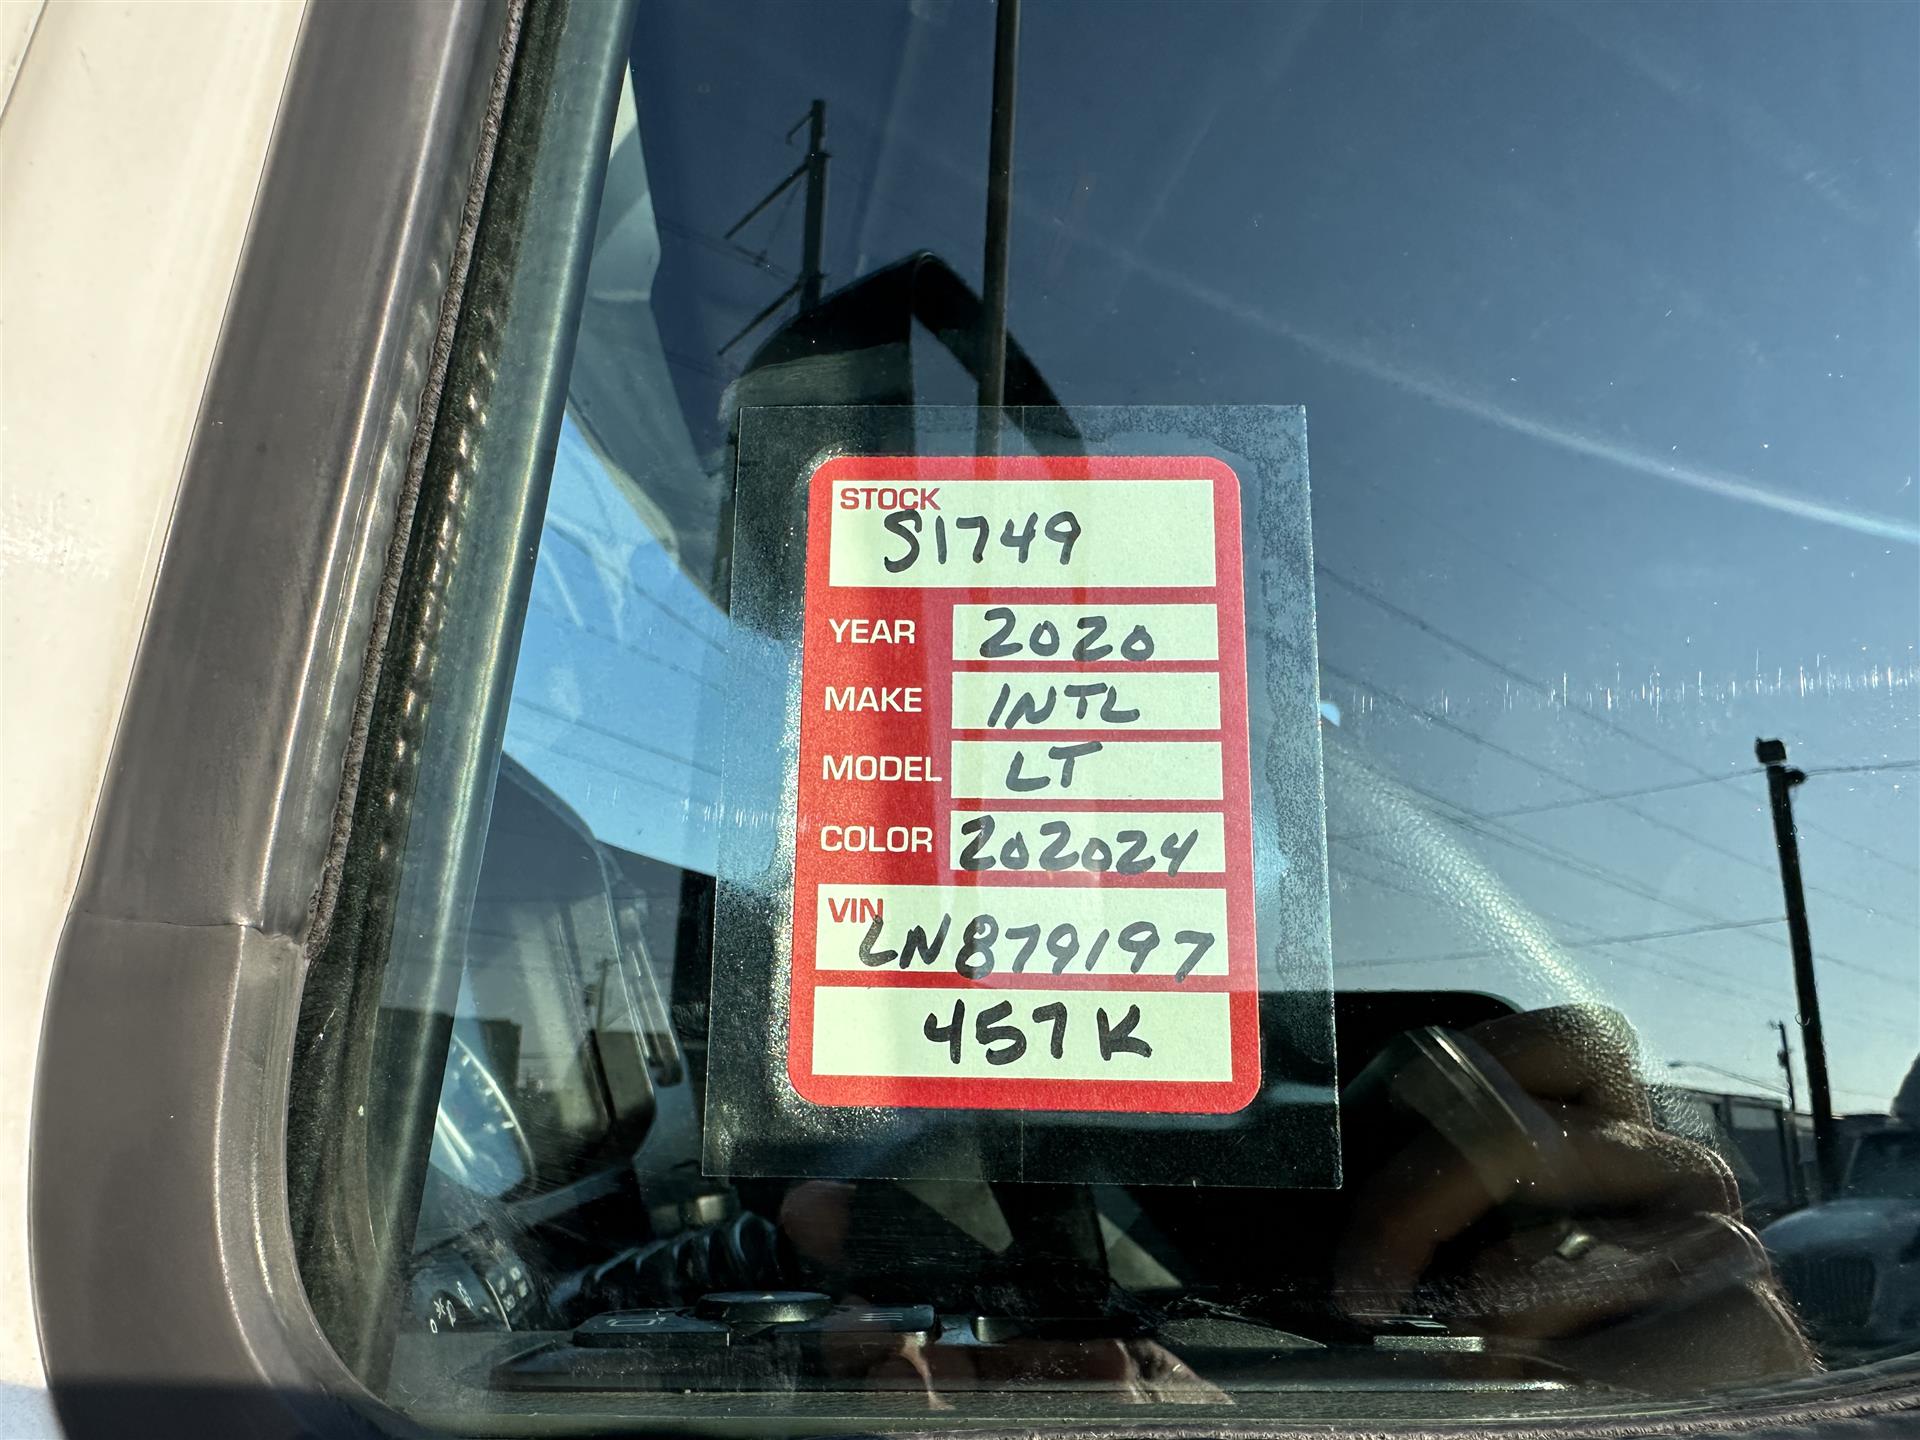 STOCK
S1749
YEAR 2020
MAKE INTL
MODEL LT
COLOR 202024
VIN
LN879197
457K